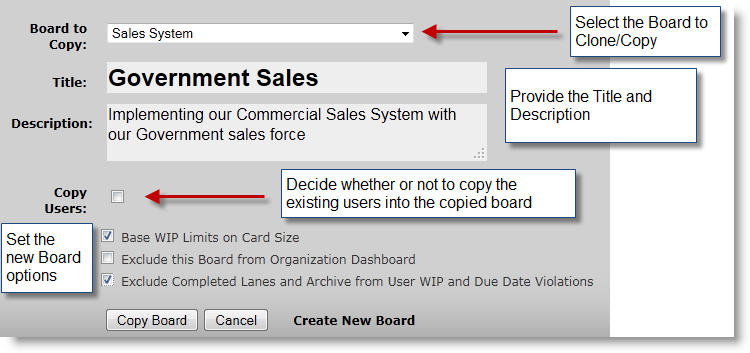 Board to
Copy:
Sales System
Select the Board to
Clone/Copy
Title:
Government Sales
Description:
Implementing our Commercial Sales System with
our Government sales force
Provide the Title and
Description
Copy
Users:
Decide whether or not to copy the
existing users into the copied board
Set the
new Board
options
Base WIP Limits on Card Size
Exclude this Board from Organization Dashboard
Exclude Completed Lanes and Archive from User WIP and Due Date Violations
Copy Board
Cancel
Create New Board